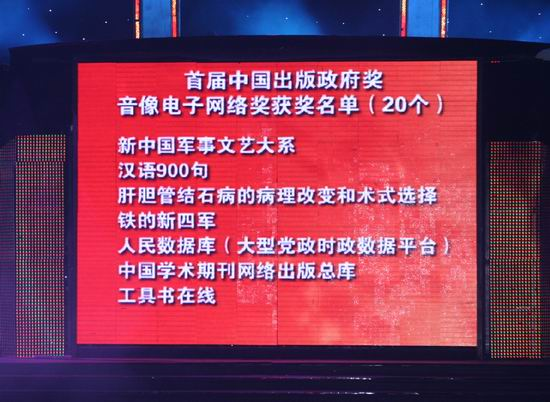 首届中国出版政府奖
音像电子网络奖获奖名单（20个）
新中国军事文艺大系
汉语900句
肝胆管结石病的病理改变和术式选择
铁的新四军
人民数据库（大型党政时政数据平台）
中国学术期刊网络出版总库
工具书在线